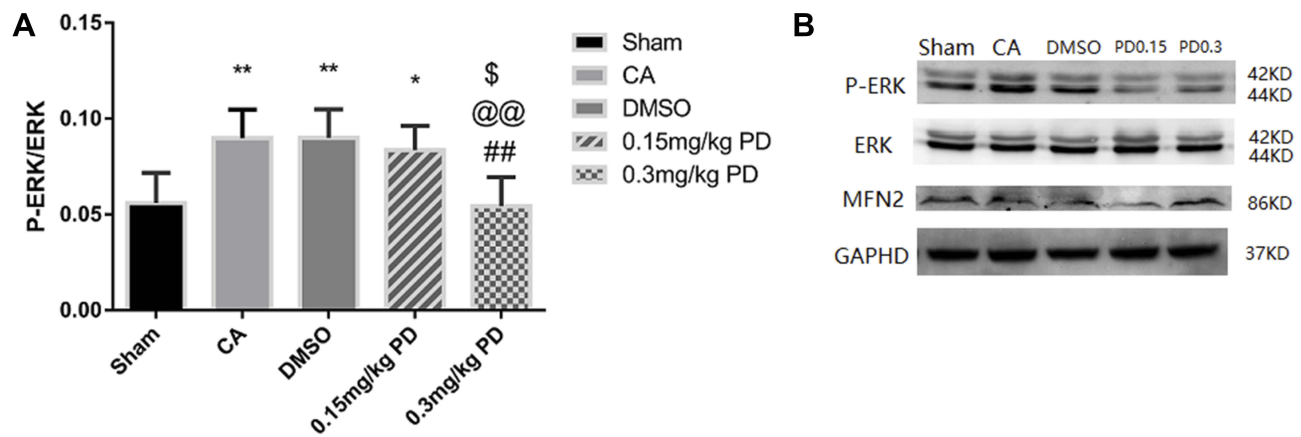 A
P-ERK/ERK
0.15
0.10
0.05
0.00
**
**
*
$
@@
##
Sham
CA
DMSO
0.15mg/kg PD
0.3mg/kg PD
Sham
CA
DMSO
0.15mg/kg PD
0.3mg/kg PD
B
Sham CA DMSO PD0.15 PD0.3
P-ERK
42KD
44KD
ERK
42KD
44KD
MFN2 86KD
GAPHD 37KD